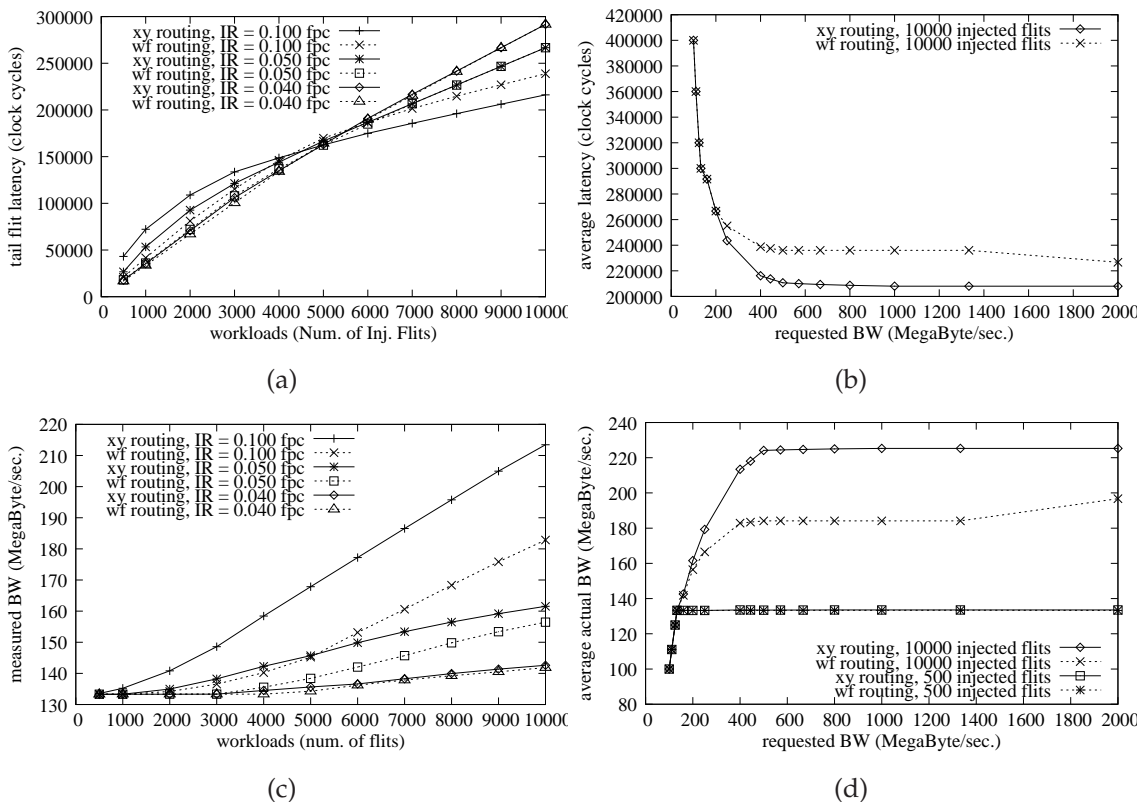 300000
250000
200000
150000
100000
50000
0
tail flit latency (clock cycles)
xy routing, IR = 0.100 fpc
wf routing, IR = 0.100 fpc
xy routing, IR = 0.050 fpc
wf routing, IR = 0.050 fpc
xy routing, IR = 0.040 fpc
wf routing, IR = 0.040 fpc
0 1000 2000 3000 4000 5000 6000 7000 8000 9000 10000
workloads (Num. of Inj. Flits)
(a)
420000
400000
380000
360000
340000
320000
300000
280000
260000
240000
220000
200000
average latency (clock cycles)
xy routing, 10000 injected flits
wf routing, 10000 injected flits
0 200 400 600 800 1000 1200 1400 1600 1800 2000
requested BW (MegaByte/sec.)
(b)
220
210
200
190
180
170
160
150
140
130
measured BW (MegaByte/sec.)
xy routing, IR = 0.100 fpc
wf routing, IR = 0.100 fpc
xy routing, IR = 0.050 fpc
wf routing, IR = 0.050 fpc
xy routing, IR = 0.040 fpc
wf routing, IR = 0.040 fpc
0 1000 2000 3000 4000 5000 6000 7000 8000 9000 10000
workloads (num. of flits)
(c)
240
220
200
180
160
140
120
100
80
average actual BW (MegaByte/sec.)
xy routing, 10000 injected flits
wf routing, 10000 injected flits
xy routing, 500 injected flits
wf routing, 500 injected flits
0 200 400 600 800 1000 1200 1400 1600 1800 2000
requested BW (MegaByte/sec.)
(d)